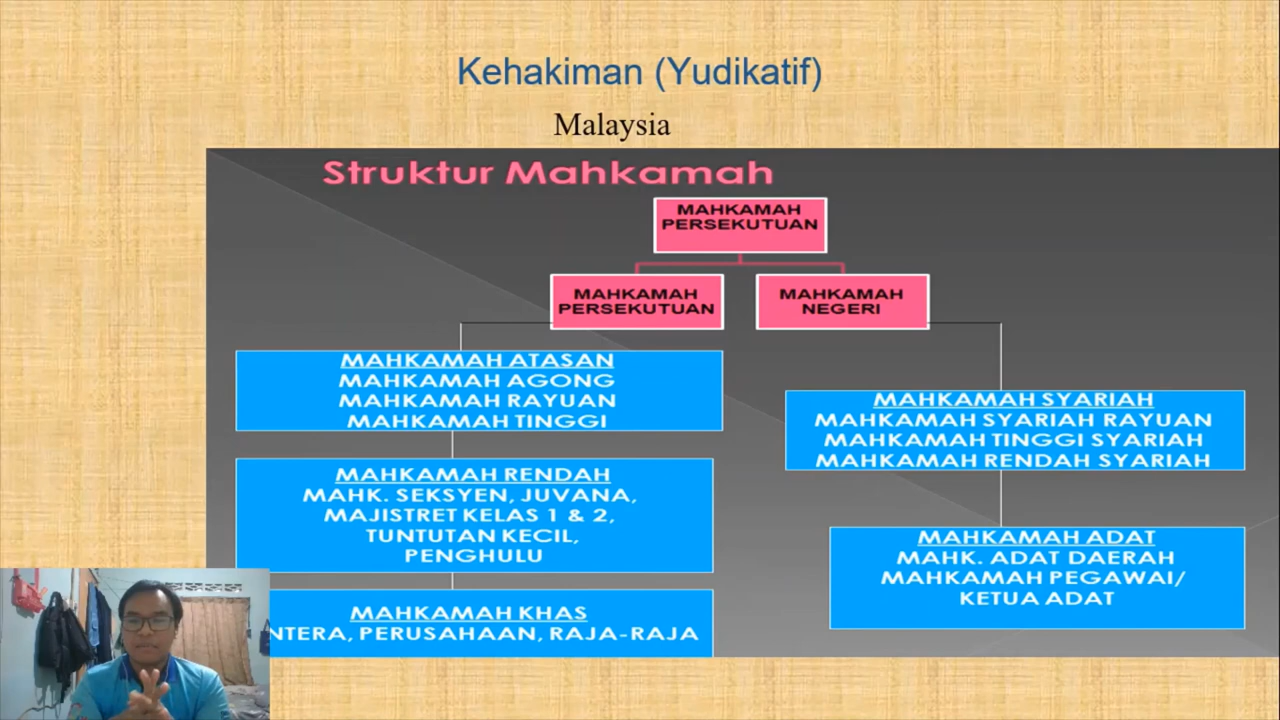 Kehakiman (Yudikatif)
Malaysia
Struktur Mahkamah
MAHKAMAH
PERSEKUTUAN
MAHKAMAH
PERSEKUTUAN
MAHKAMAH
NEGERI
MAHKAMAH ATASAN
MAHKAMAH AGONG
MAHKAMAH RAYUAN
MAHKAMAH TINGGI
MAHKAMAH RENDAH
MAHK. SEKSYEN, JUVANA,
MAJISTRET KELAS 1 & 2,
TUNTUTAN KECIL,
PENGHULU
MAHKAMAH KHAS
NTERA, PERUSAHAAN, RAJA-RAJA
MAHKAMAH SYARIAH
MAHKAMAH SYARIAH RAYUAN
MAHKAMAH TINGGI SYARIAH
MAHKAMAH RENDAH SYARIAH
MAHKAMAH ADAT
MAHK. ADAT DAERAH
MAHKAMAH PEGAWAI/
KETUA ADAT